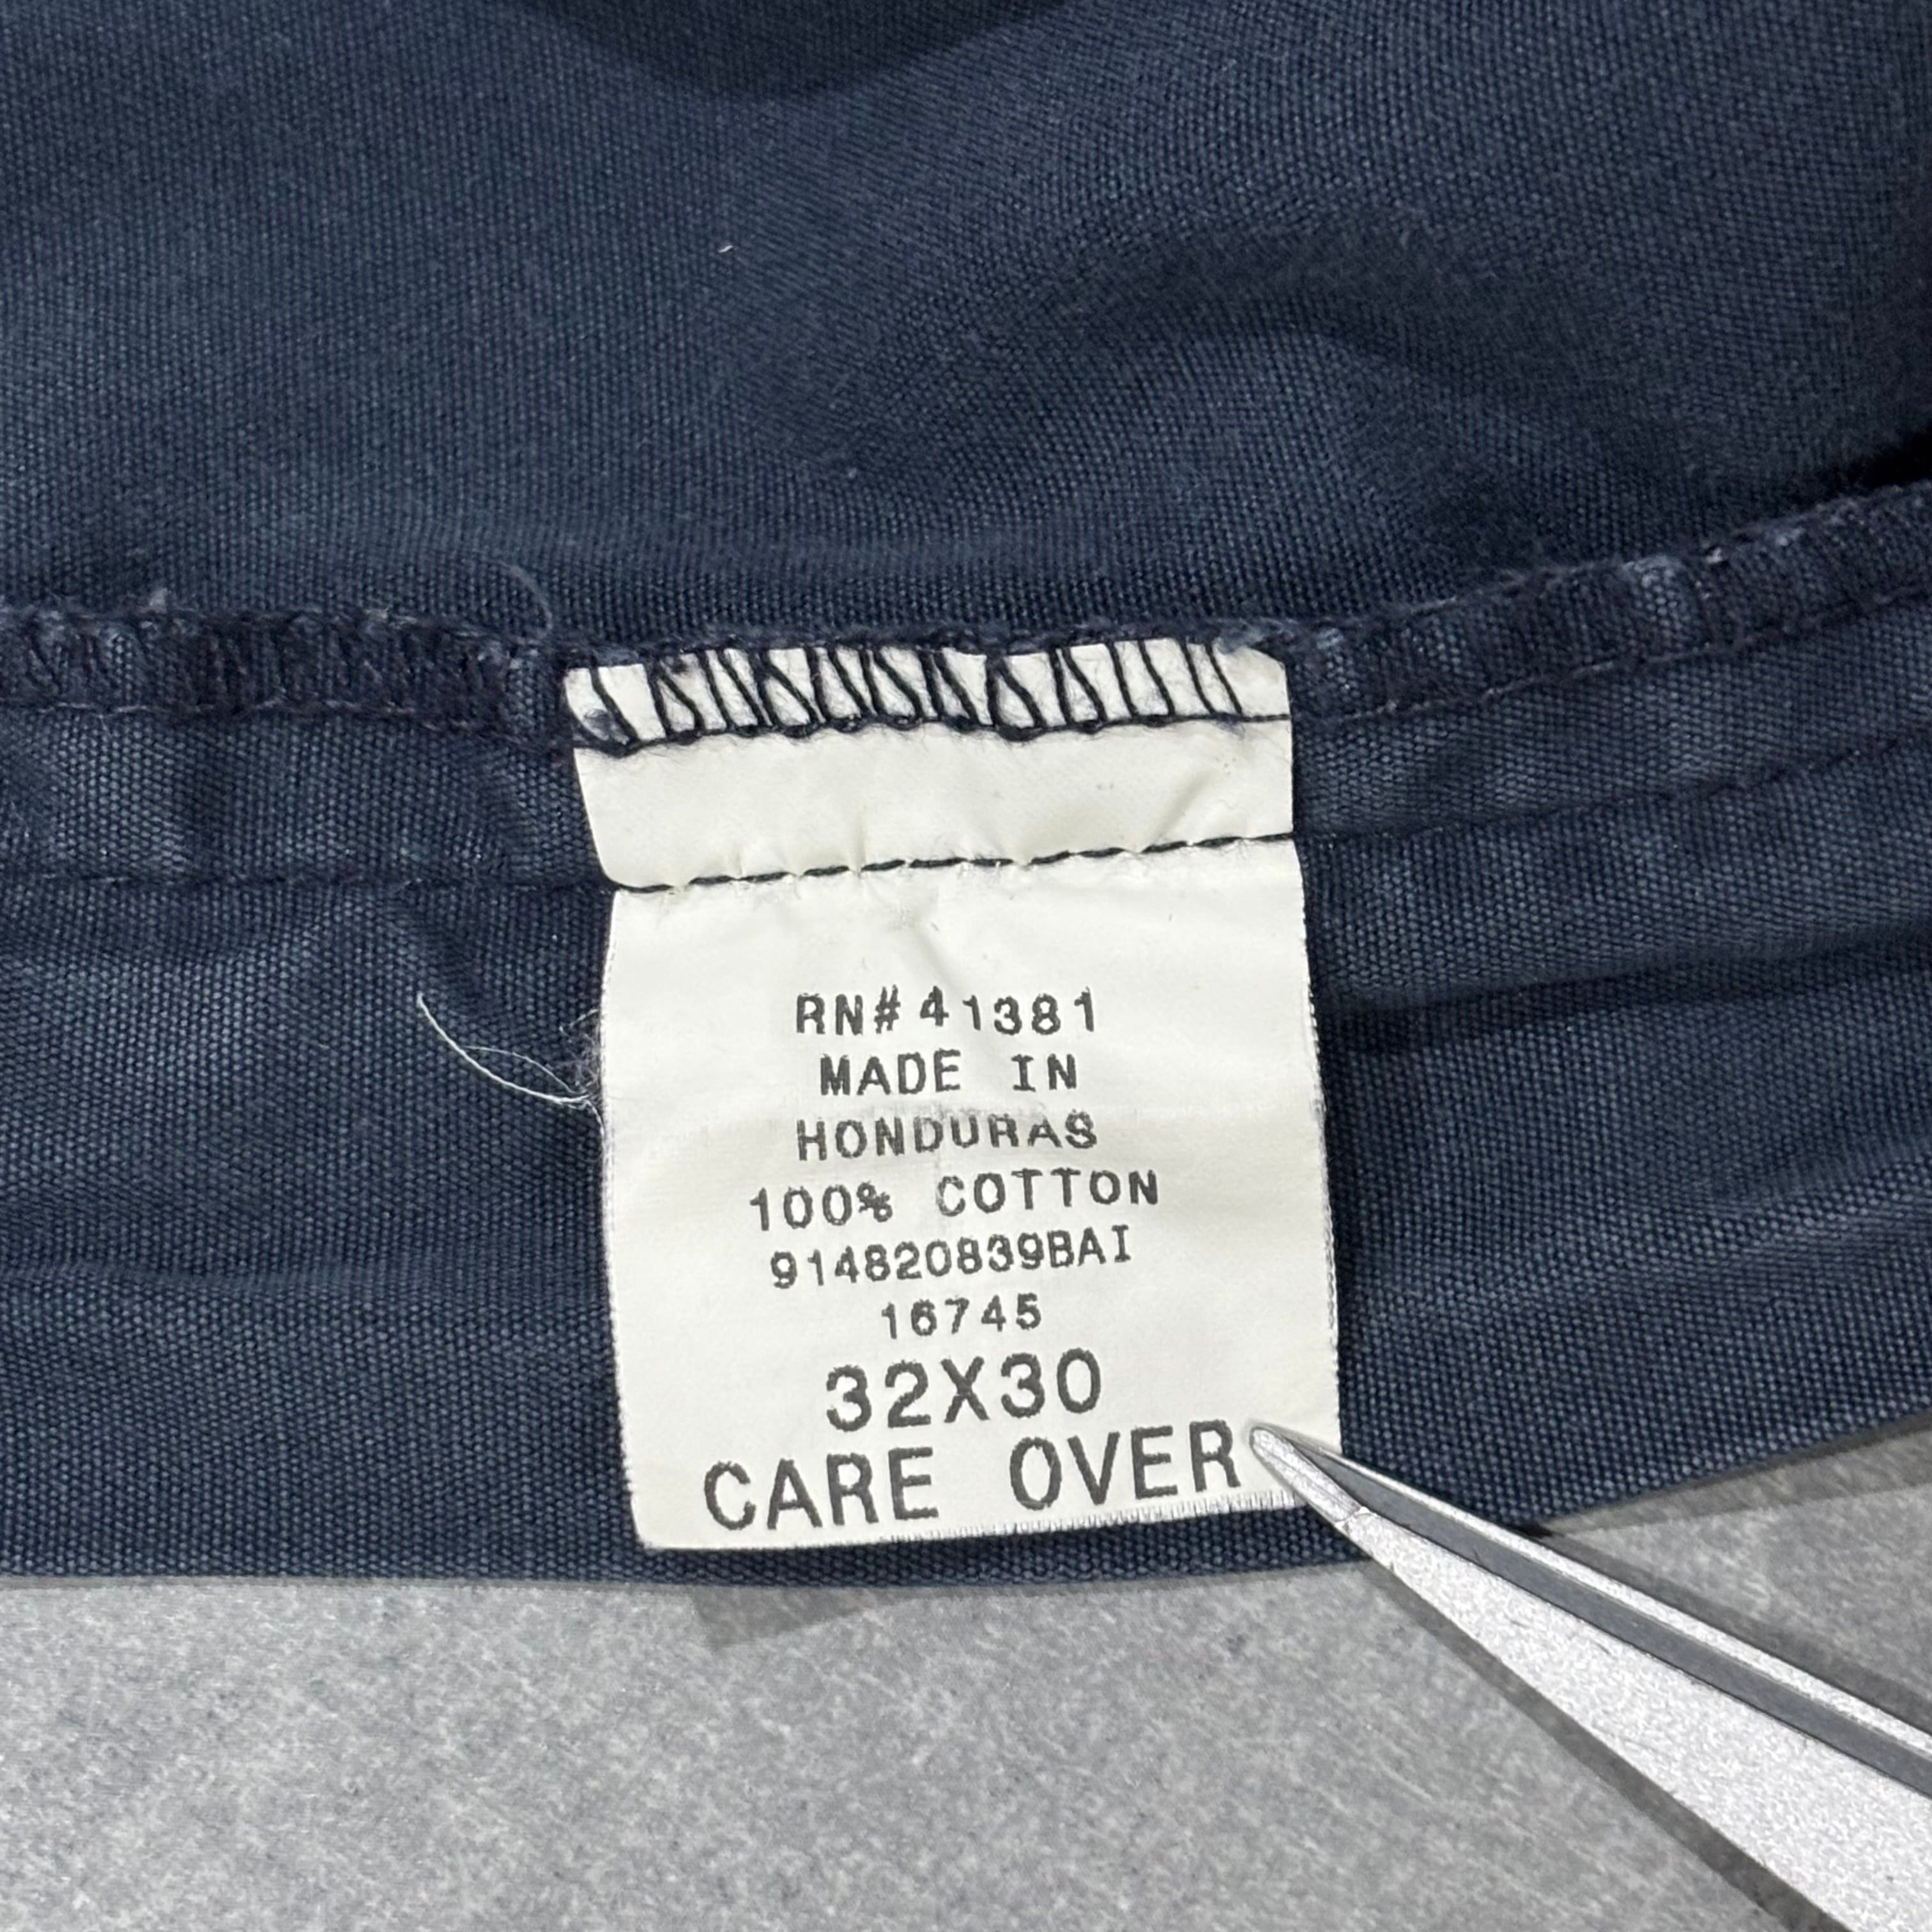 RN#41381
MADE IN
HONDURAS
100% COTTON
914820839BAI
16745
32X30
CARE OVER